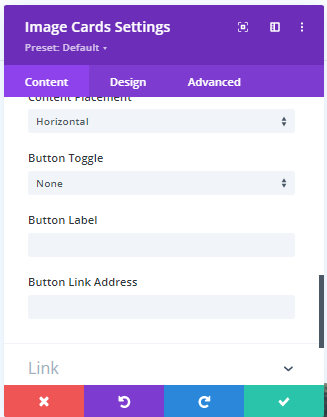 Image Cards Settings
Preset: Default
Content Design Advanced
Content Placement
Horizontal
Button Toggle
None
Button Label
Button Link Address
Link